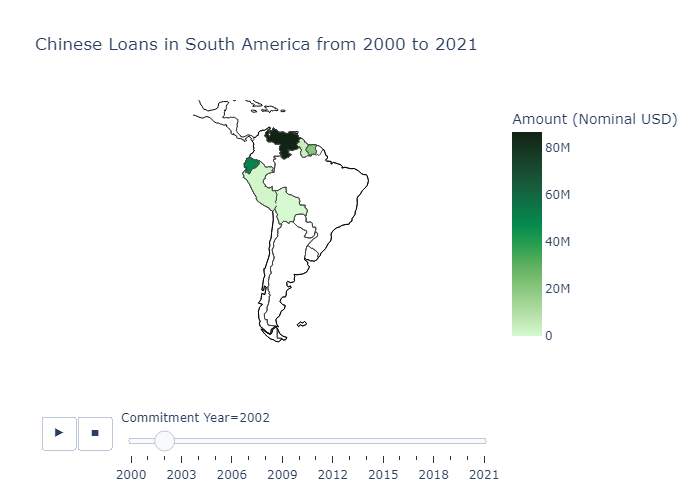 Chinese Loans in South America from 2000 to 2021
Amount (Nominal USD)
80M
60M
40M
20M
0
Commitment Year=2002
2000 2003 2006 2009 2012 2015 2018 2021